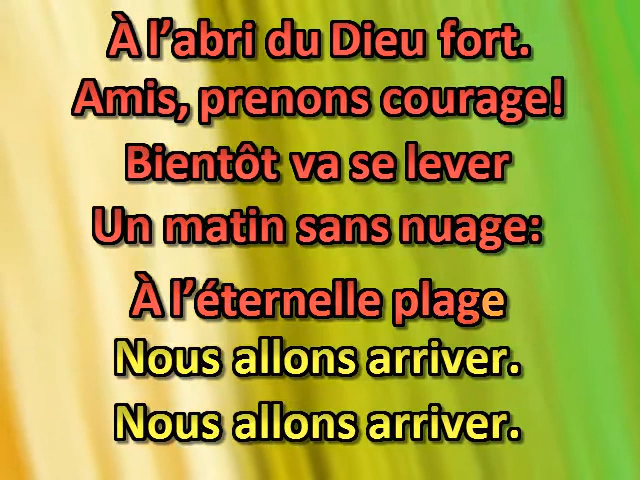 À l’abri du Dieu fort.
Amis, prenons courage!
Bientôt va se lever
Un matin sans nuage:
À l’éternelle plage
Nous allons arriver.
Nous allons arriver.